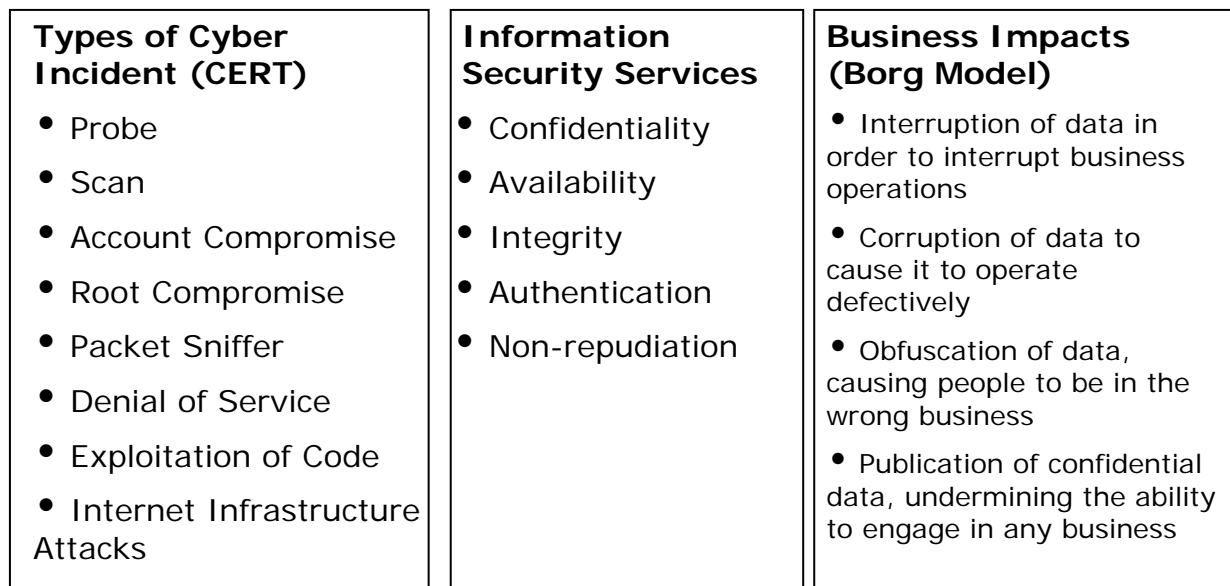 Types of Cyber
Incident (CERT)
• Probe
• Scan
• Account Compromise
• Root Compromise
• Packet Sniffer
• Denial of Service
• Exploitation of Code
• Internet Infrastructure
Attacks
Information
Security Services
• Confidentiality
• Availability
• Integrity
• Authentication
• Non-repudiation
Business Impacts
(Borg Model)
• Interruption of data in
order to interrupt business
operations
• Corruption of data to
cause it to operate
defectively
• Obfuscation of data,
causing people to be in the
wrong business
• Publication of confidential
data, undermining the ability
to engage in any business